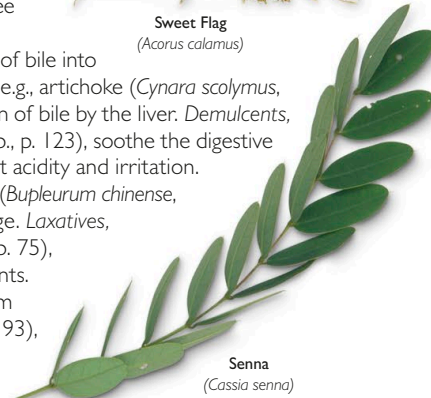 ee
Sweet Flag
(Acorus calamus)
of bile into
e.g., artichoke (Cynara scolymus,
n of bile by the liver. Demulcents,
o., p. 123), soothe the digestive
t acidity and irritation.
(Bupleurum chinense,
ge. Laxatives,
p. 75),
nts.
m
93),
Senna
(Cassia senna)